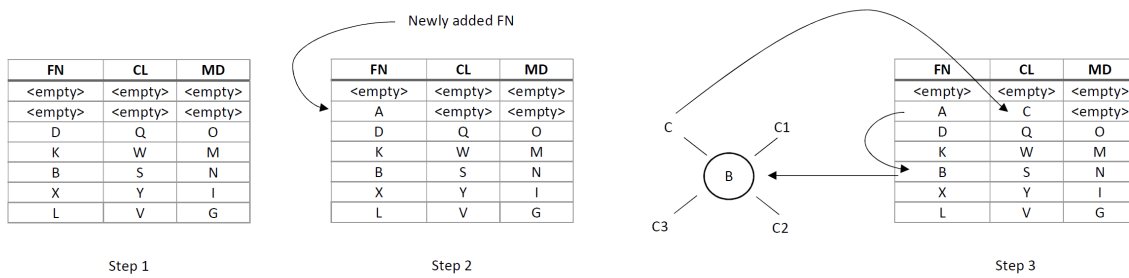 Newly added FN
FN CL MD
<empty> <empty> <empty>
<empty> <empty> <empty>
D Q O
K W M
B S N
X Y I
L V G
Step 1
FN CL MD
<empty> <empty> <empty>
A <empty> <empty>
D Q O
K W M
B S N
X Y I
L V G
Step 2
C C1
B
C3 C2
FN CL MD
<empty> <empty> <empty>
A C <empty>
D Q O
K W M
B S N
X Y I
L V G
Step 3